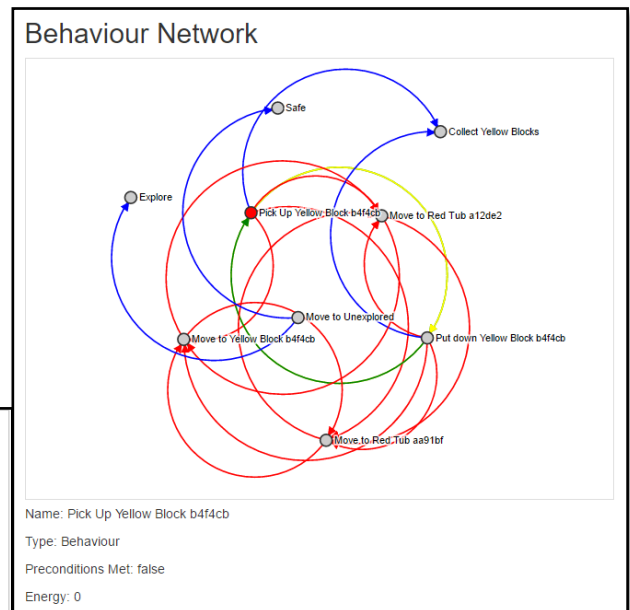 Behaviour Network
Safe
Collect Yellow Blocks
Explore
Pick Up Yellow Block b4f4cb
Move to Red Tub a12de2
Move to Unexplored
Move to Yellow Block b4f4cb
Put down Yellow Block b4f4cb
Move to Red Tub aa91bf
Name: Pick Up Yellow Block b4f4cb
Type: Behaviour
Preconditions Met: false
Energy: 0